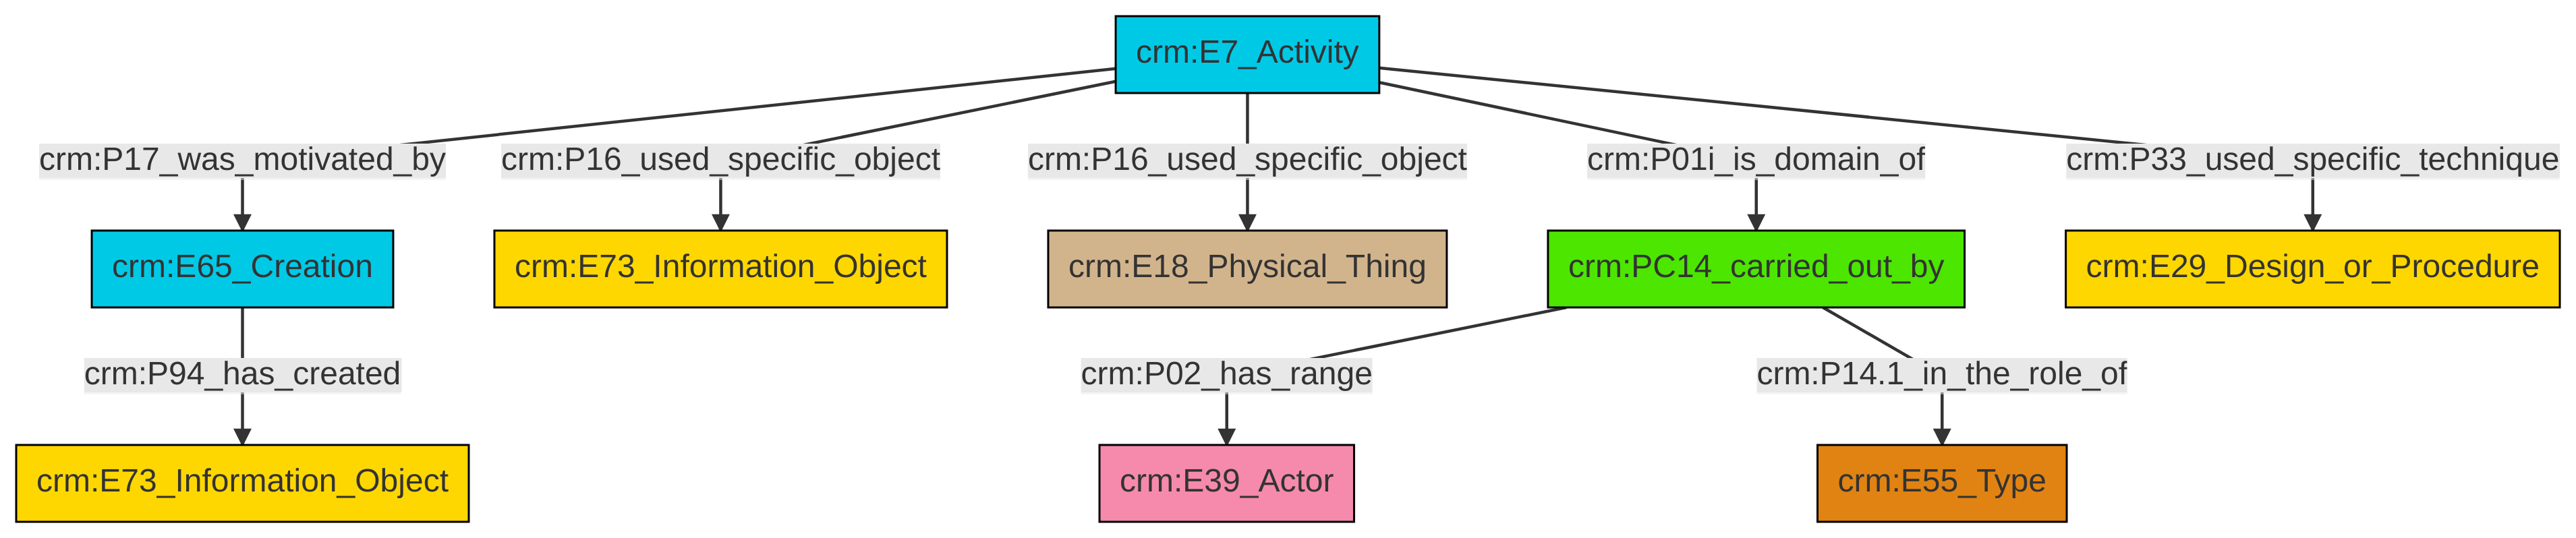 crm:E7_Activity
crm:P17_was_motivated_by
crm:P16_used_specific_object
crm:P16_used_specific_object
crm:P01i_is_domain_of
crm:P33_used_specific_technique
crm:E65_Creation
crm:E73_Information_Object
crm:E18_Physical_Thing
crm:PC14_carried_out_by
crm:E29_Design_or_Procedure
crm:P94_has_created
crm:P02_has_range
crm:P14.1_in_the_role_of
crm:E73_Information_Object
crm:E39_Actor
crm:E55_Type